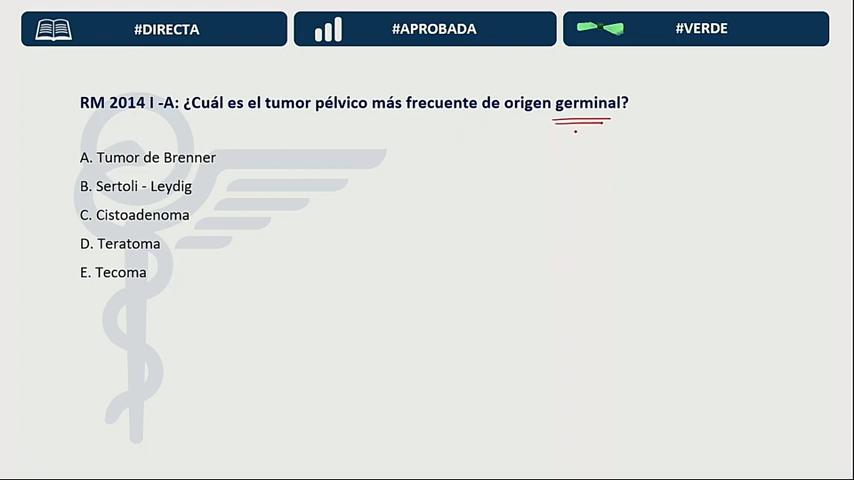 #DIRECTA
#APROBADA
#VERDE
RM 2014 I -A: ¿Cuál es el tumor pélvico más frecuente de origen germinal?
A. Tumor de Brenner
B. Sertoli - Leydig
C. Cistoadenoma
D. Teratoma
E. Tecoma